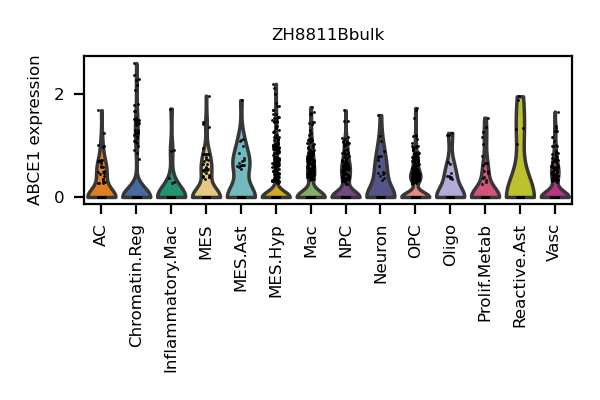 ZH8811Bbulk
ABCE1 expression
2
0
AC
Chromatin.Reg
Inflammatory.Mac
MES
MES.Ast
MES.Hyp
Mac
NPC
Neuron
OPC
Oligo
Prolif.Metab
Reactive.Ast
Vasc